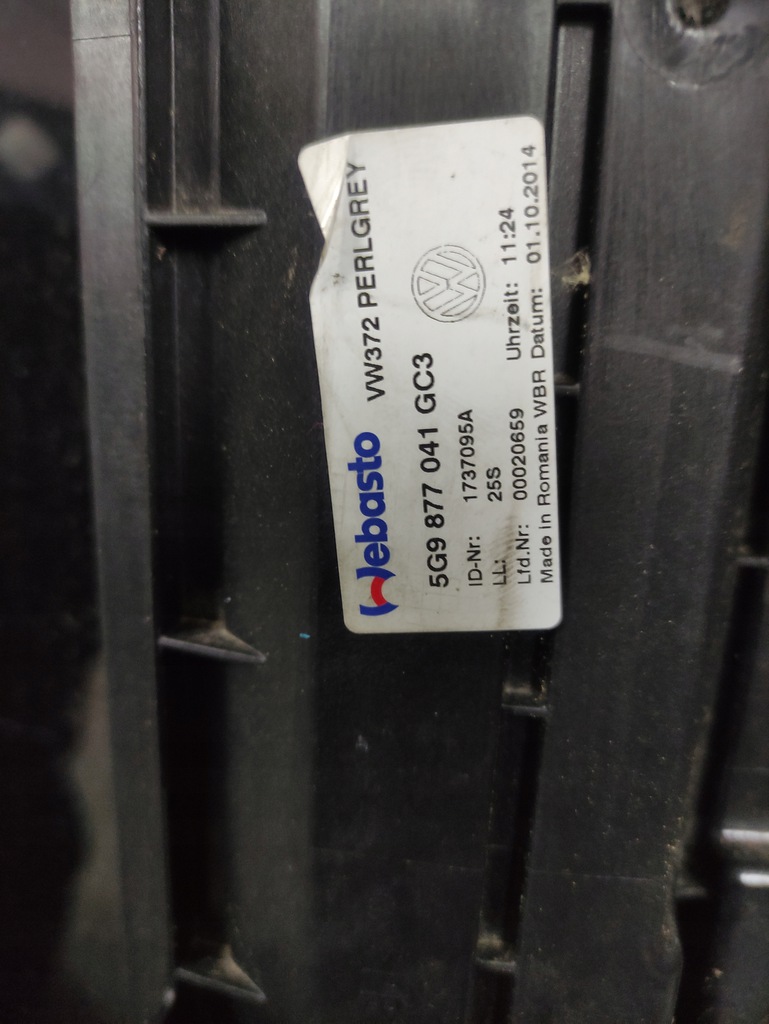 Webasto VW372 PERLGREY
5G9 877 041 GC3
ID-Nr: 1737095A
LL: 25S
Lfd.Nr: 00020659 Uhrzeit: 11:24
Made in Romania WBR Datum: 01.10.2014